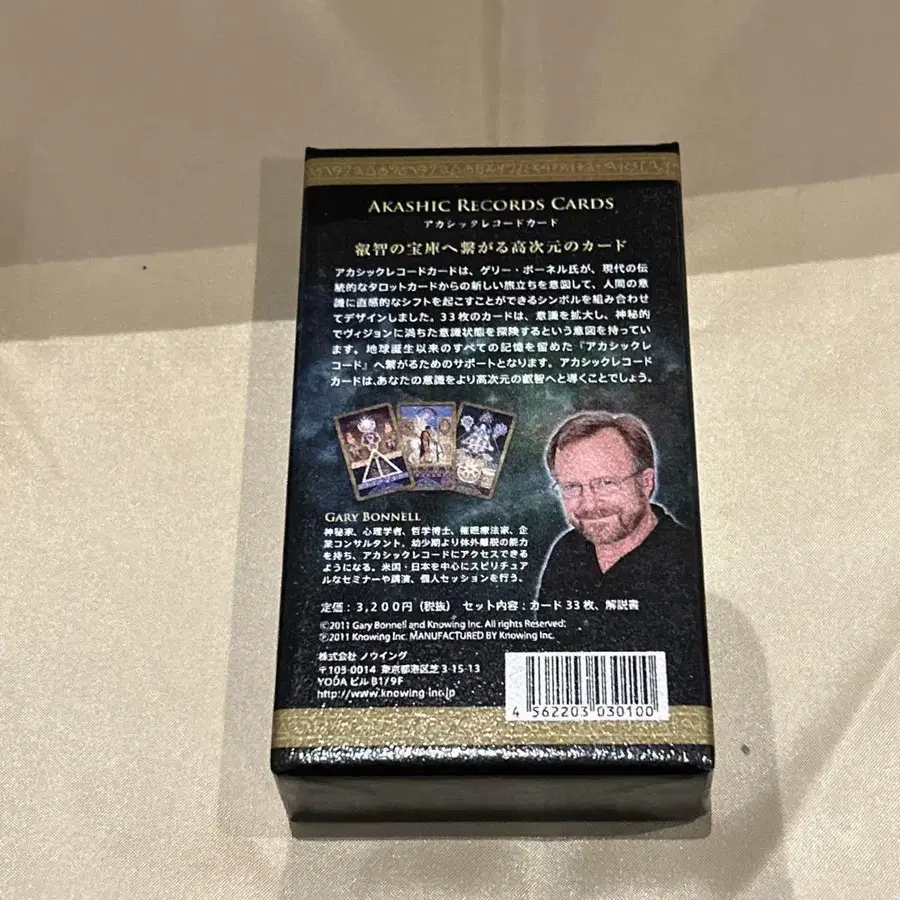 AKASHIC RECORDS CARDS
アカシックレコードカード
叡智の宝庫へ繋がる高次元のカード
アカシックレコードカードは、ゲリー・ボーネル氏が、現代の伝
統的なタロットカードからの新しい旅立ちを意図して、人間の意
識に直感的なシフトを起こすことができるシンボルを組み合わせ
てデザインしました。33枚のカードは、意識を拡大し、神秘的
でヴィジョンに満ちた意識状態を探険するという意図を持ってい
ます。地球誕生以来のすべての記憶を留めた『アカシックレ
コード』へ繋がるためのサポートとなります。アカシックレコード
カードは、あなたの意識をより高次元の叡智へと導くことでしょう。
GARY BONNELL
神秘家、心理学者、哲学博士、催眠療法家、企
業コンサルタント、幼少期より体外離脱の能力
を持ち、アカシックレコードにアクセスできる
ようになる。米国・日本を中心にスピリチュア
ルなセミナーや講演、個人セッションを行う。
定価：3,200円（税抜） セット内容：カード33枚、解説書
©2011 Gary Bonnell and Knowing Inc. All rights Reserved.
℗2011 Knowing Inc. MANUFACTURED BY Knowing Inc.
株式会社 ノウイング
〒105-0014 東京都港区芝3-15-13
YODAビルB1/9F
http://www.knowing-inc.jp
4 562203 030100